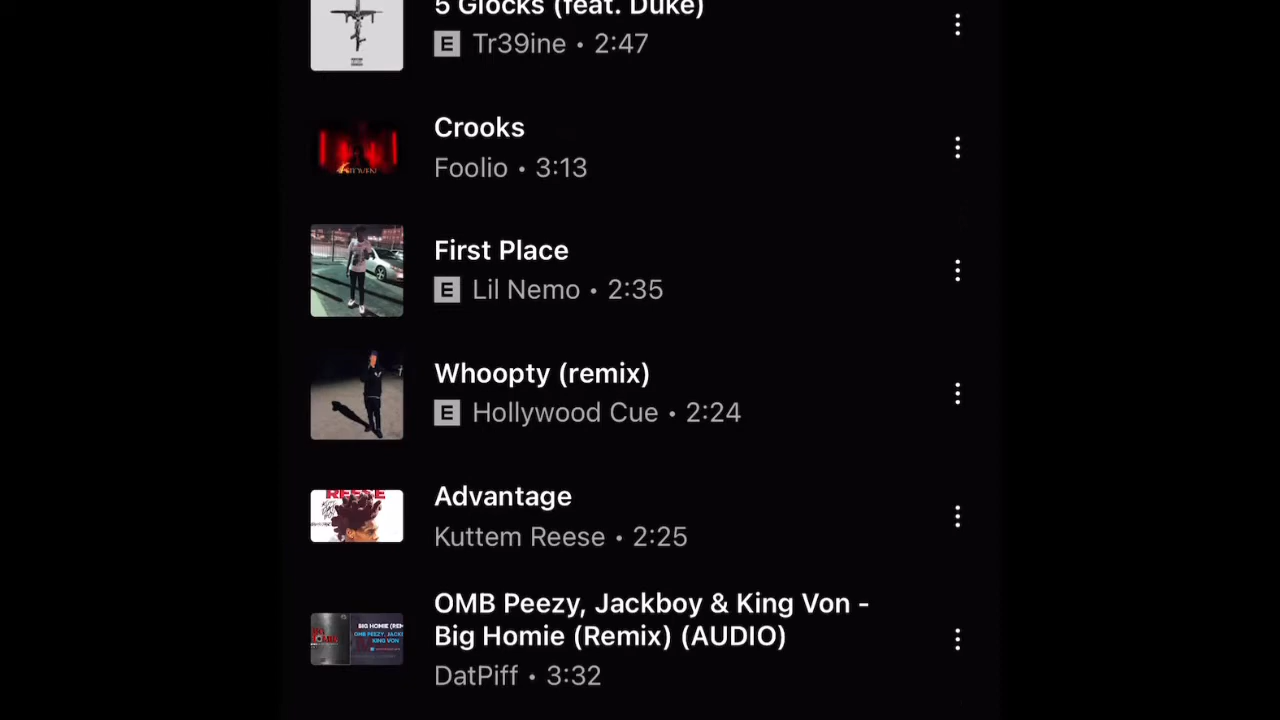 5 Glocks (feat. Duke)
E Tr39ine • 2:47
Crooks
Foolio • 3:13
First Place
E Lil Nemo • 2:35
Whoopty (remix)
E Hollywood Cue • 2:24
REESE
Advantage
Kuttem Reese • 2:25
OMB Peezy, Jackboy & King Von -
Big Homie (Remix) (AUDIO)
DatPiff • 3:32